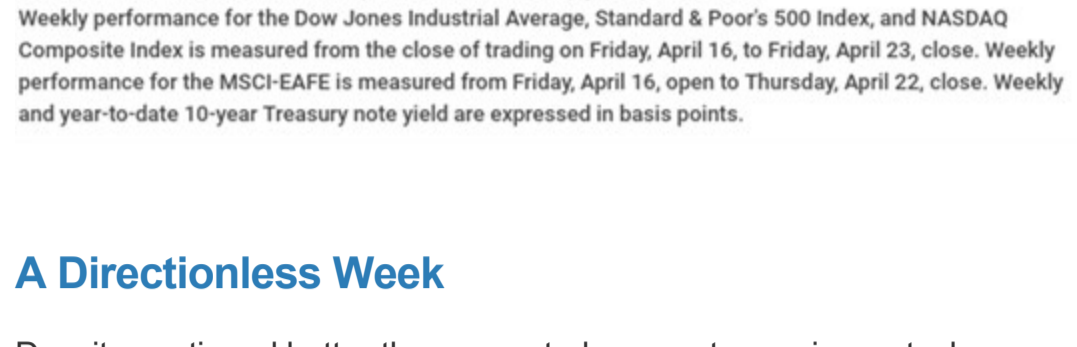 Weekly performance for the Dow Jones Industrial Average, Standard & Poor's 500 Index, and NASDAQ
Composite Index is measured from the close of trading on Friday, April 16, to Friday, April 23, close. Weekly
performance for the MSCI-EAFE is measured from Friday, April 16, open to Thursday, April 22, close. Weekly
and year-to-date 10-year Treasury note yield are expressed in basis points.
A Directionless Week